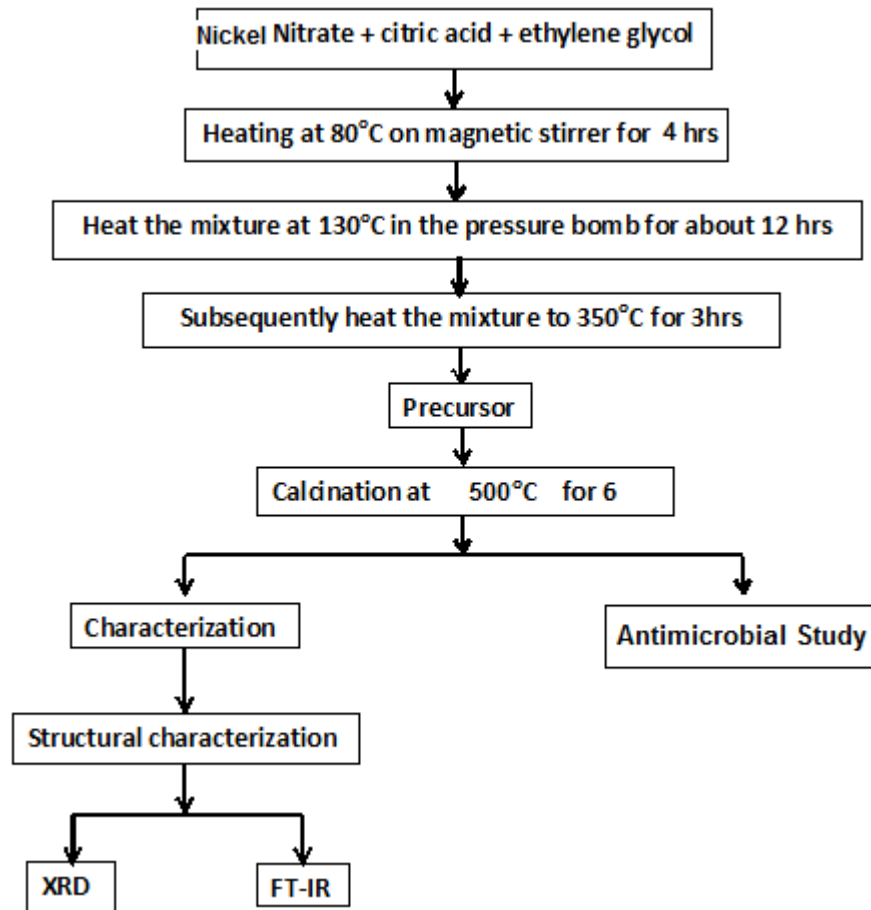 Nickel Nitrate + citric acid + ethylene glycol
Heating at 80°C on magnetic stirrer for 4 hrs
Heat the mixture at 130°C in the pressure bomb for about 12 hrs
Subsequently heat the mixture to 350°C for 3hrs
Precursor
Calcination at 500°C for 6
Characterization
Antimicrobial Study
Structural characterization
XRD
FT-IR